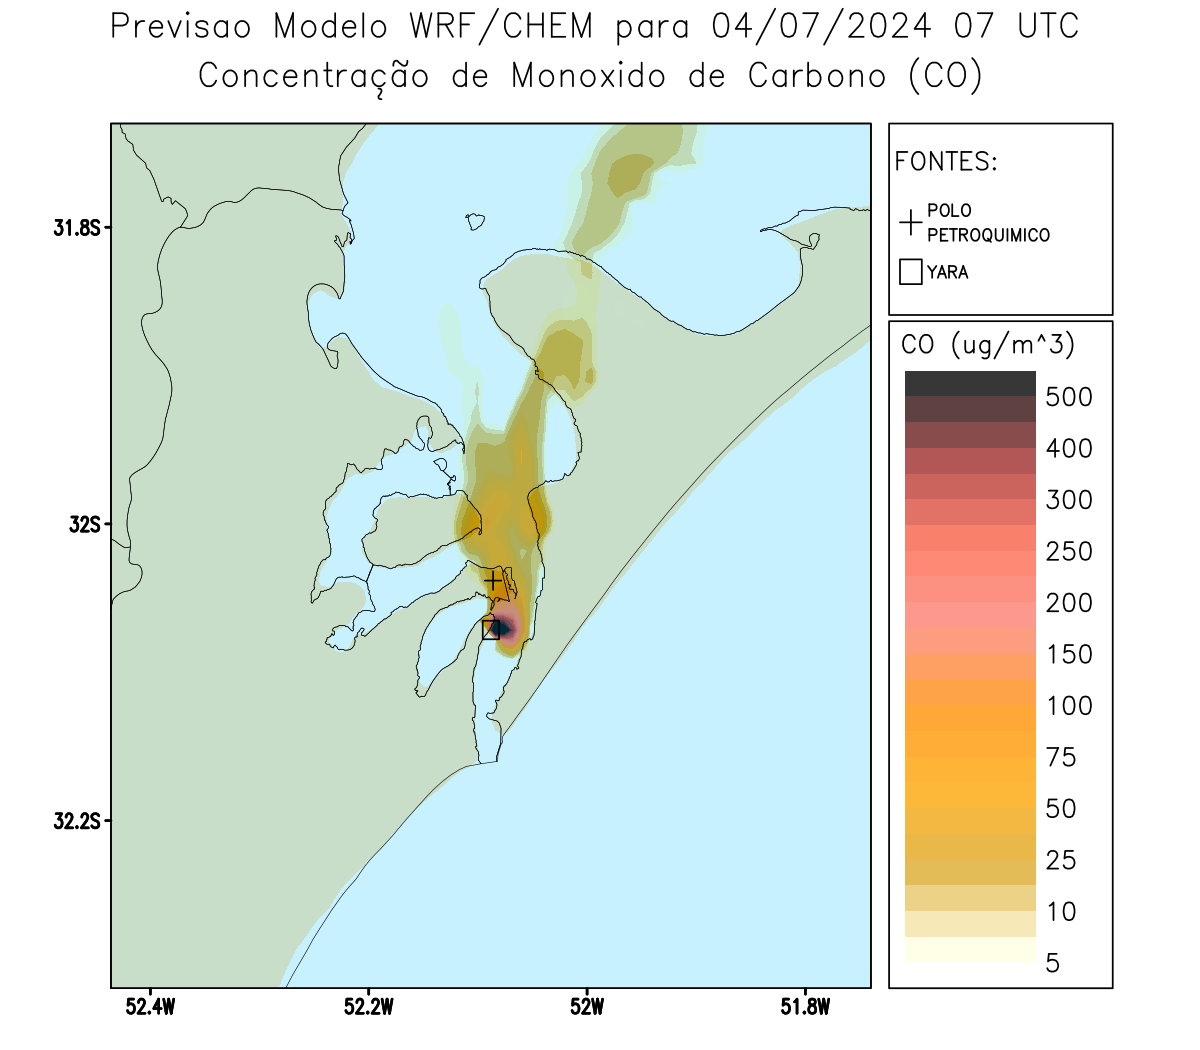 Previsao Modelo WRF/CHEM para 04/07/2024 07 UTC
Concentração de Monoxido de Carbono (CO)
FONTES:
POLO
PETROQUIMICO
YARA
CO (ug/m^3)
500
400
300
250
200
150
100
75
50
25
10
5
31.8S
32S
32.2S
52.4W
52.2W
52W
51.8W